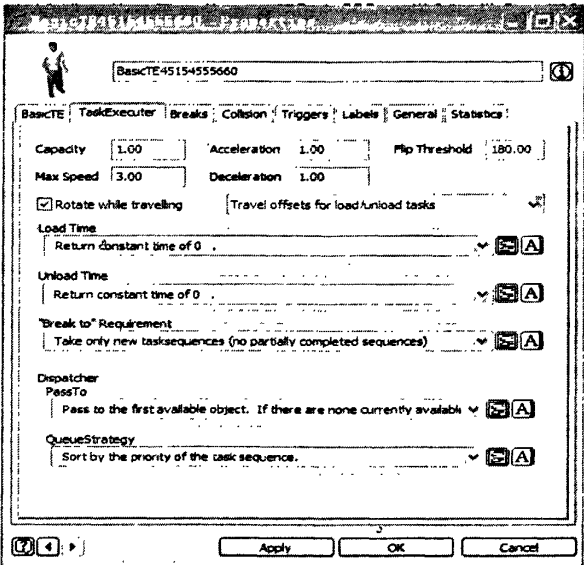 BasicTE45154555660 Properties
BasicTE45154555660
BasicTE TaskExecuter Breaks Collision Triggers Labels General Statistics
Capacity 1.00 Acceleration 1.00 Flip Threshold 180.00
Max Speed 3.00 Deceleration 1.00
Rotate while travelling Travel offsets for load/unload tasks
Load Time
Return constant time of 0 . A
Unload Time
Return constant time of 0 . A
"Break to" Requirement
Take only new tasksequences (no partially completed sequences) A
Dispatcher
PassTo
Pass to the first available object. If there are none currently availabl A
QueueStrategy
Sort by the priority of the task sequence. A
? Apply OK Cancel